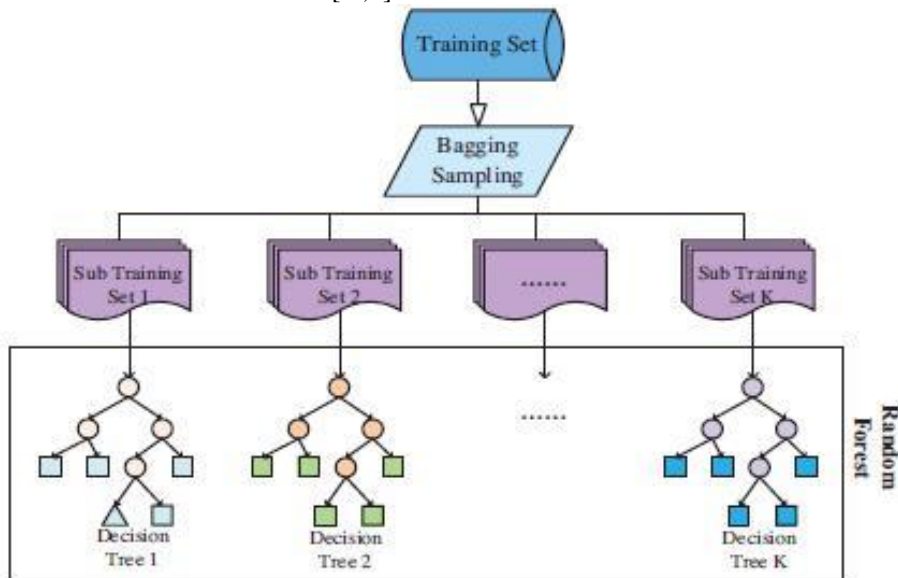 Training Set
Bagging
Sampling
Sub Training
Set 1
Sub Training
Set 2
......
Sub Training
Set K
......
Random
Forest
Decision
Tree 1
Decision
Tree 2
Decision
Tree K